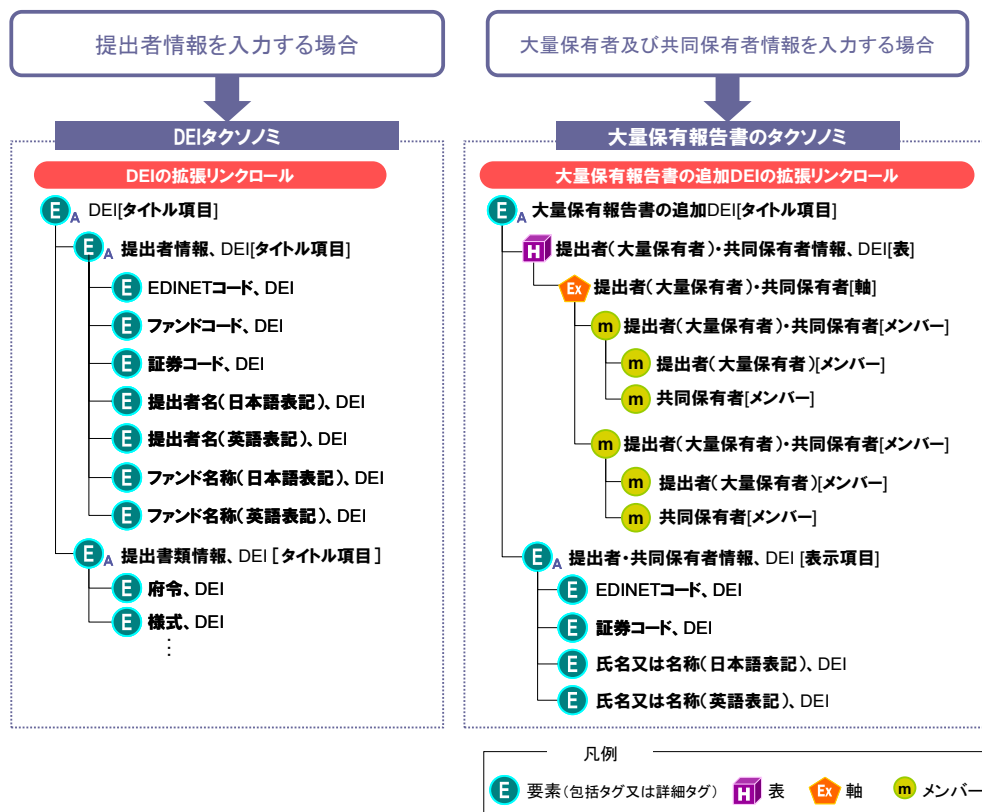 提出者情報を入力する場合
DEIタクソノミ
DEIの拡張リンクロール
E A DEI[タイトル項目]
E A 提出者情報、DEI[タイトル項目]
E EDINETコード、DEI
E ファンドコード、DEI
E 証券コード、DEI
E 提出者名(日本語表記)、DEI
E 提出者名(英語表記)、DEI
E ファンド名称(日本語表記)、DEI
E ファンド名称(英語表記)、DEI
E A 提出書類情報、DEI[タイトル項目]
E 府令、DEI
E 様式、DEI
⋮
大量保有者及び共同保有者情報を入力する場合
大量保有報告書のタクソノミ
大量保有報告書の追加DEIの拡張リンクロール
E A 大量保有報告書の追加DEI[タイトル項目]
H 提出者(大量保有者)・共同保有者情報、DEI[表]
Ex 提出者(大量保有者)・共同保有者[軸]
m 提出者(大量保有者)・共同保有者[メンバー]
m 提出者(大量保有者)[メンバー]
m 共同保有者[メンバー]
m 提出者(大量保有者)・共同保有者[メンバー]
m 提出者(大量保有者)[メンバー]
m 共同保有者[メンバー]
E A 提出者・共同保有者情報、DEI [表示項目]
E EDINETコード、DEI
E 証券コード、DEI
E 氏名又は名称(日本語表記)、DEI
E 氏名又は名称(英語表記)、DEI
凡例
E 要素(包括タグ又は詳細タグ) H 表 Ex 軸 m メンバー